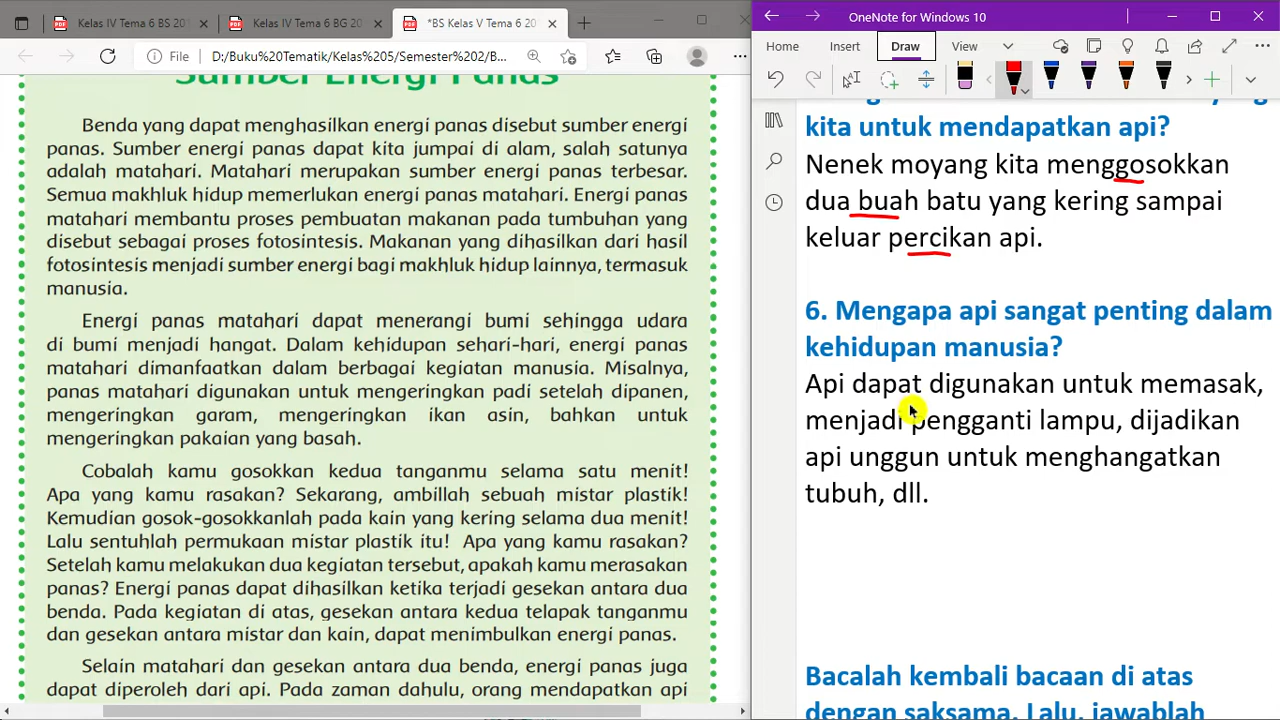 Kelas IV Tema 6 BS 201
Kelas IV Tema 6 BG 200
*BS Kelas V Tema 6 20
File
D:/Buku%20Tematik/Kelas%205/Semester%202/B...
Sumber Energi Panas
Benda yang dapat menghasilkan energi panas disebut sumber energi
panas. Sumber energi panas dapat kita jumpai di alam, salah satunya
adalah matahari. Matahari merupakan sumber energi panas terbesar.
Semua makhluk hidup memerlukan energi panas matahari. Energi panas
matahari membantu proses pembuatan makanan pada tumbuhan yang
disebut sebagai proses fotosintesis. Makanan yang dihasilkan dari hasil
fotosintesis menjadi sumber energi bagi makhluk hidup lainnya, termasuk
manusia.
Energi panas matahari dapat menerangi bumi sehingga udara
di bumi menjadi hangat. Dalam kehidupan sehari-hari, energi panas
matahari dimanfaatkan dalam berbagai kegiatan manusia. Misalnya,
panas matahari digunakan untuk mengeringkan padi setelah dipanen,
mengeringkan garam, mengeringkan ikan asin, bahkan untuk
mengeringkan pakaian yang basah.
Cobalah kamu gosokkan kedua tanganmu selama satu menit!
Apa yang kamu rasakan? Sekarang, ambillah sebuah mistar plastik!
Kemudian gosok-gosokkanlah pada kain yang kering selama dua menit!
Lalu sentuhlah permukaan mistar plastik itu! Apa yang kamu rasakan?
Setelah kamu melakukan dua kegiatan tersebut, apakah kamu merasakan
panas? Energi panas dapat dihasilkan ketika terjadi gesekan antara dua
benda. Pada kegiatan di atas, gesekan antara kedua telapak tanganmu
dan gesekan antara mistar dan kain, dapat menimbulkan energi panas.
Selain matahari dan gesekan antara dua benda, energi panas juga
dapat diperoleh dari api. Pada zaman dahulu, orang mendapatkan api
OneNote for Windows 10
Home Insert Draw View
kita untuk mendapatkan api?
Nenek moyang kita menggosokkan
dua buah batu yang kering sampai
keluar percikan api.
6. Mengapa api sangat penting dalam
kehidupan manusia?
Api dapat digunakan untuk memasak,
menjadi pengganti lampu, dijadikan
api unggun untuk menghangatkan
tubuh, dll.
Bacalah kembali bacaan di atas
dengan saksama. Lalu, jawablah